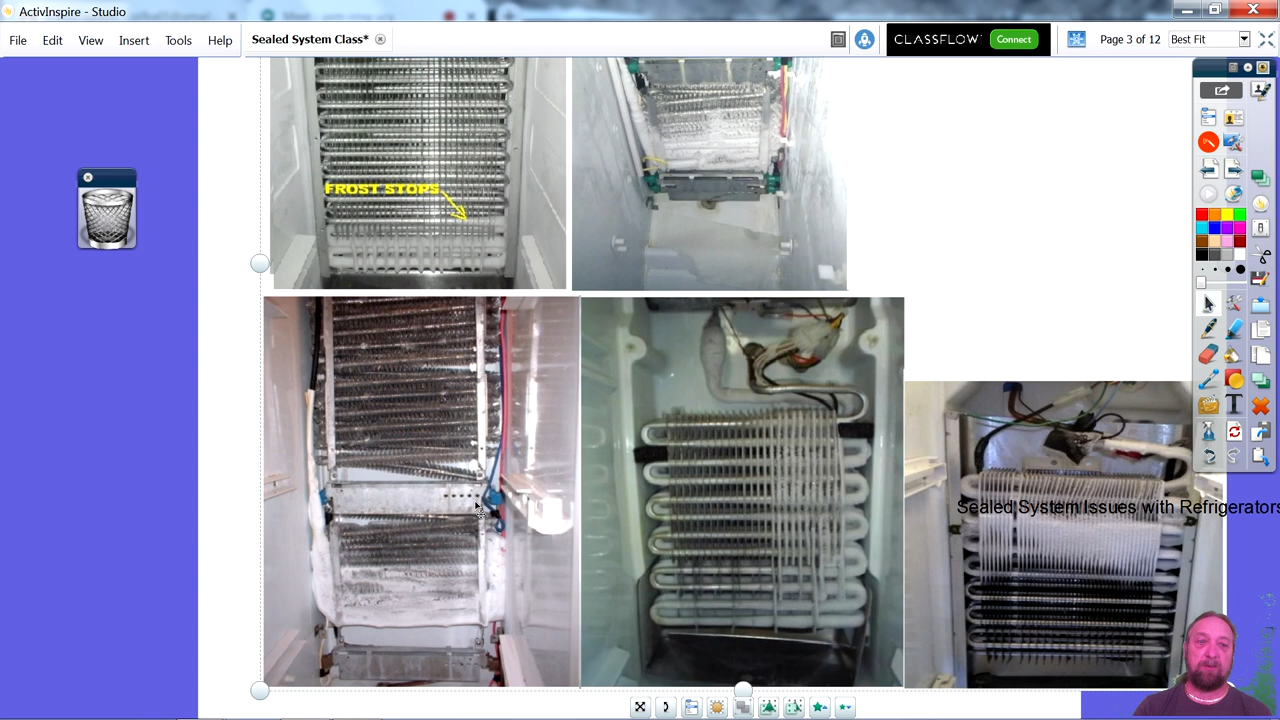 ActivInspire - Studio
File Edit View Insert Tools Help
Sealed System Class*
CLASSFLOW Connect
Page 3 of 12
Best Fit
FROST STOPS
Sealed System Issues with Refrigerators